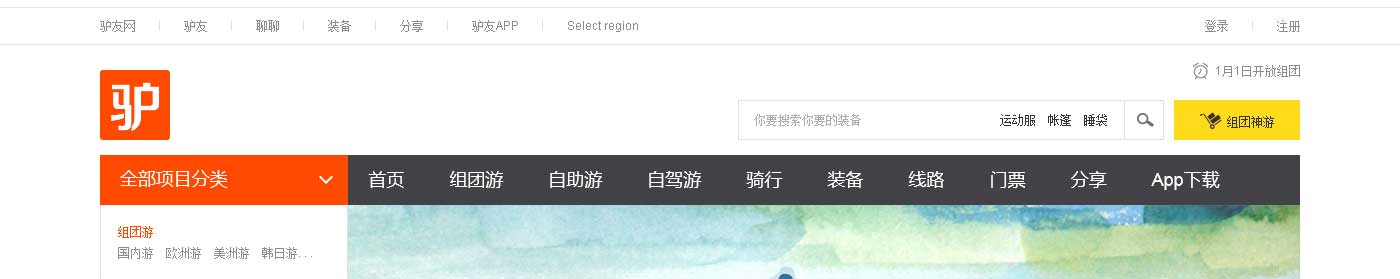 驴友网 驴友 聊聊 装备 分享 驴友APP Select region 登录 注册
1月1日开放组团
驴
你要搜索你要的装备 运动服 帐篷 睡袋 组团神游
全部项目分类 首页 组团游 自助游 自驾游 骑行 装备 线路 门票 分享 App下载
组团游
国内游 欧洲游 美洲游 韩日游...